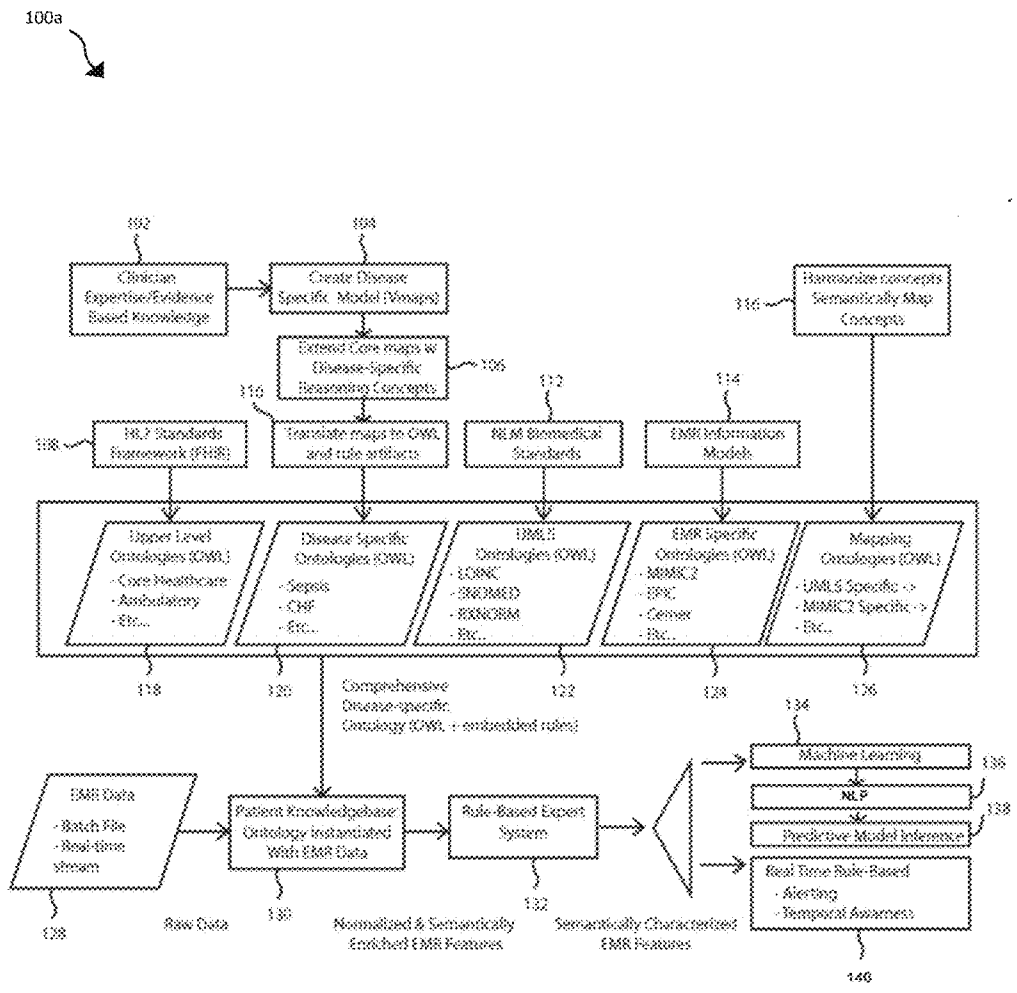 100a
102
Clinician
Expertise/Evidence
Based Knowledge
104
Create Disease
Specific Model (Vmaps)
116
Harmonize concepts
Semantically Map
Concepts
Extend Core maps w
Disease-Specific
Reasoning Concepts
106
108
HL7 Standards
Framework (FHIR)
110
Translate maps to OWL
and rule artifacts
112
NLM Biomedical
Standards
114
EMR Information
Models
Upper Level
Ontologies (OWL)
- Core Healthcare
- Ambulatory
- Etc...
118
Disease Specific
Ontologies (OWL)
- Sepsis
- CHF
- Etc...
120
UMLS
Ontologies (OWL)
- LOINC
- SNOMED
- RXNORM
- Etc...
122
EMR Specific
Ontologies (OWL)
- MIMIC2
- EPIC
- Cerner
- Etc...
124
Mapping
Ontologies (OWL)
- UMLS Specific ->
- MIMIC2 Specific ->
- Etc...
126
Comprehensive
Disease-specific
Ontology (OWL + embedded rules)
EMR Data
- Batch File
- Real-time
stream
128
Raw Data
Patient Knowledgebase
Ontology Instantiated
With EMR Data
130
Normalized & Semantically
Enriched EMR Features
Rule-Based Expert
System
132
Semantically Characterized
EMR Features
134
Machine Learning
136
NLP
138
Predictive Model Inference
Real Time Rule-Based
- Alerting
- Temporal Awarness
140